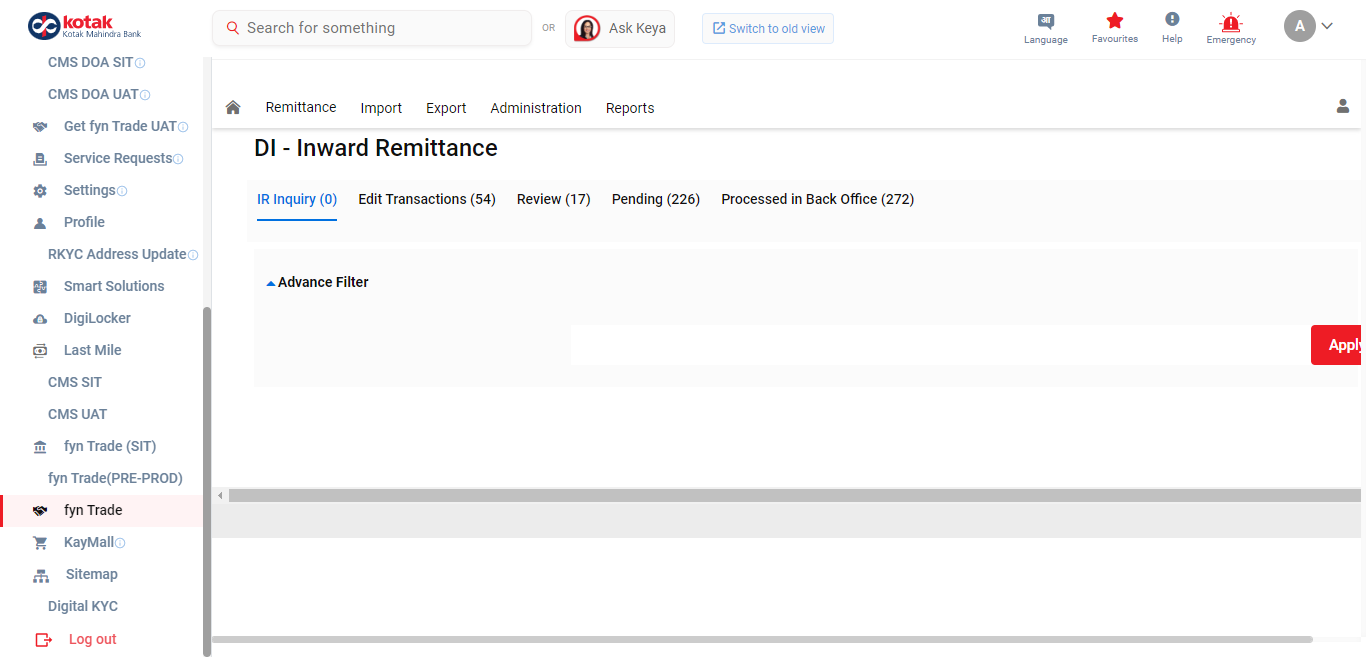 kotak
Kotak Mahindra Bank
Search for something
OR
Ask Keya
Switch to old view
अ
Language
Favourites
Help
Emergency
A
CMS DOA SIT
CMS DOA UAT
Get fyn Trade UAT
Service Requests
Settings
Profile
RKYC Address Update
Smart Solutions
DigiLocker
Last Mile
CMS SIT
CMS UAT
fyn Trade (SIT)
fyn Trade(PRE-PROD)
fyn Trade
KayMall
Sitemap
Digital KYC
Log out
Remittance Import Export Administration Reports
DI - Inward Remittance
IR Inquiry (0) Edit Transactions (54) Review (17) Pending (226) Processed in Back Office (272)
Advance Filter
Apply